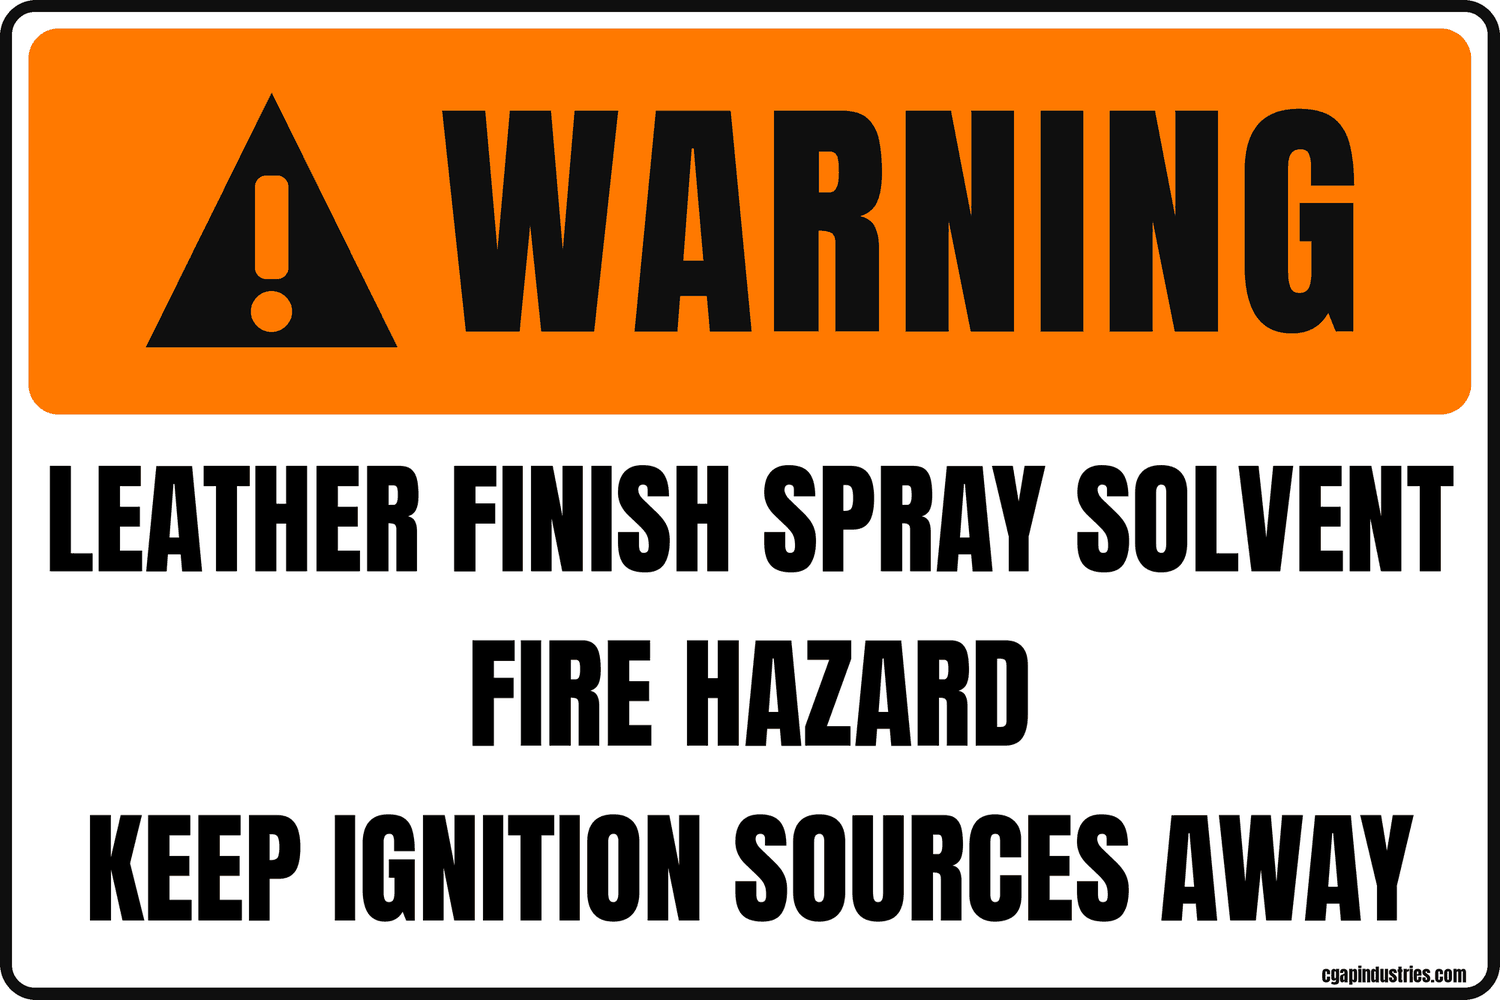 WARNING
LEATHER FINISH SPRAY SOLVENT
FIRE HAZARD
KEEP IGNITION SOURCES AWAY
cgapindustries.com